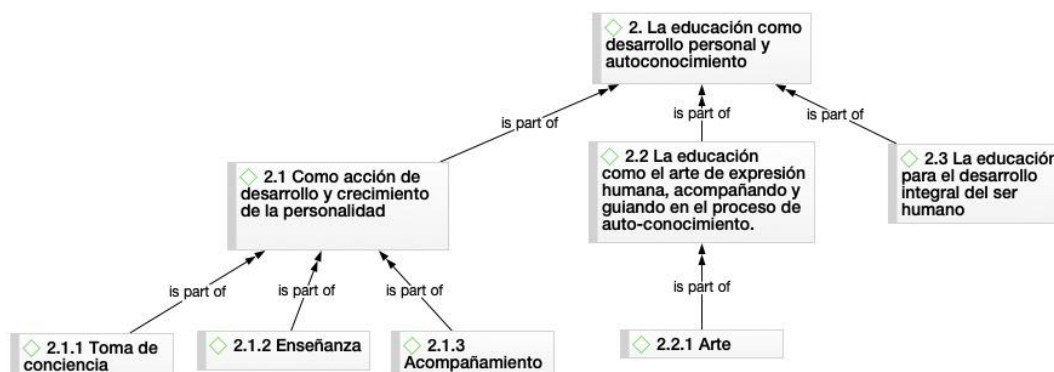 2. La educación como
desarrollo personal y
autoconocimiento
is part of
is part of
is part of
2.1 Como acción de
desarrollo y crecimiento
de la personalidad
2.2 La educación
como el arte de expresión
humana, acompañando y
guiando en el proceso de
auto-conocimiento.
2.3 La educación
para el desarrollo
integral del ser
humano
is part of
is part of
is part of
is part of
2.1.1 Toma de
conciencia
2.1.2 Enseñanza
2.1.3
Acompañamiento
2.2.1 Arte